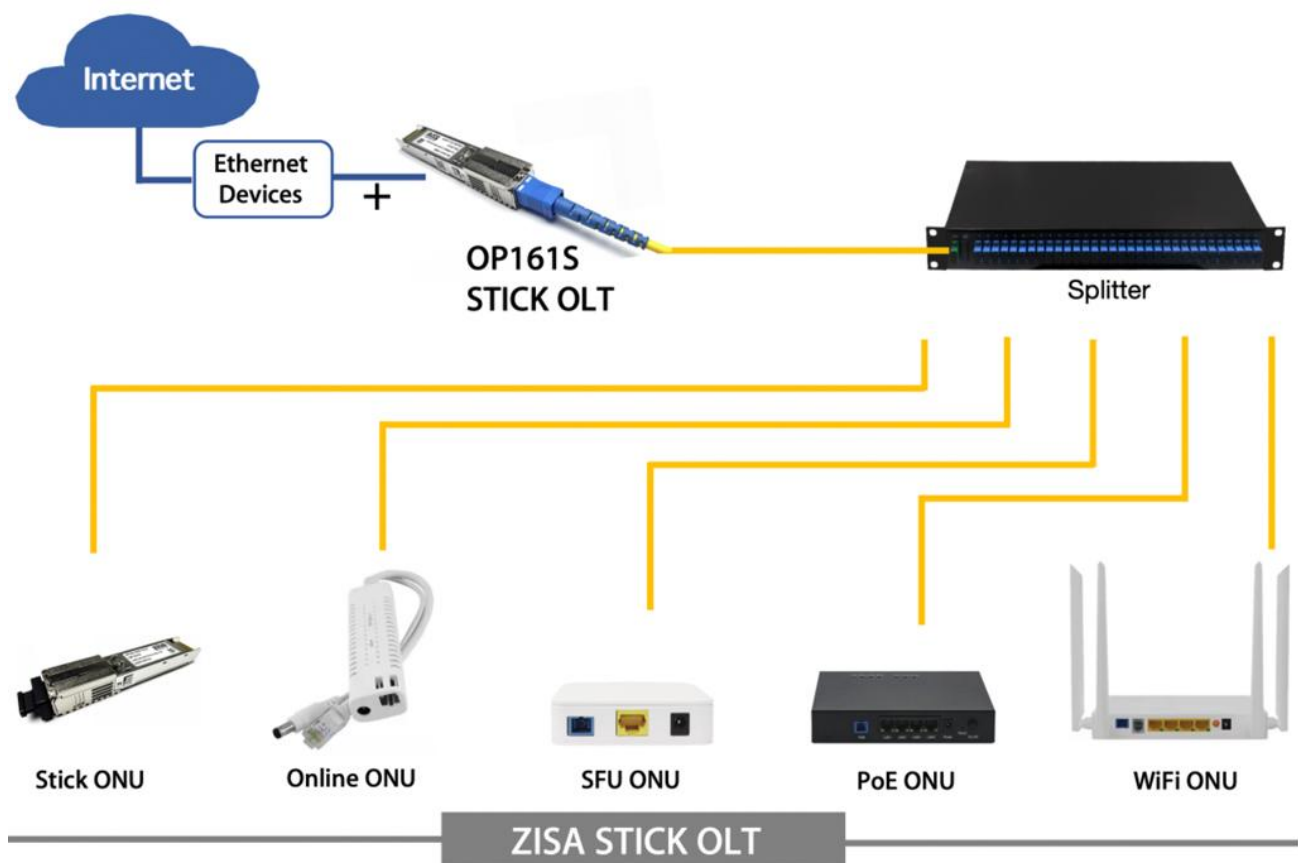 Internet
Ethernet
Devices
+
OP161S
STICK OLT
Splitter
Stick ONU
Online ONU
SFU ONU
PoE ONU
WiFi ONU
ZISA STICK OLT